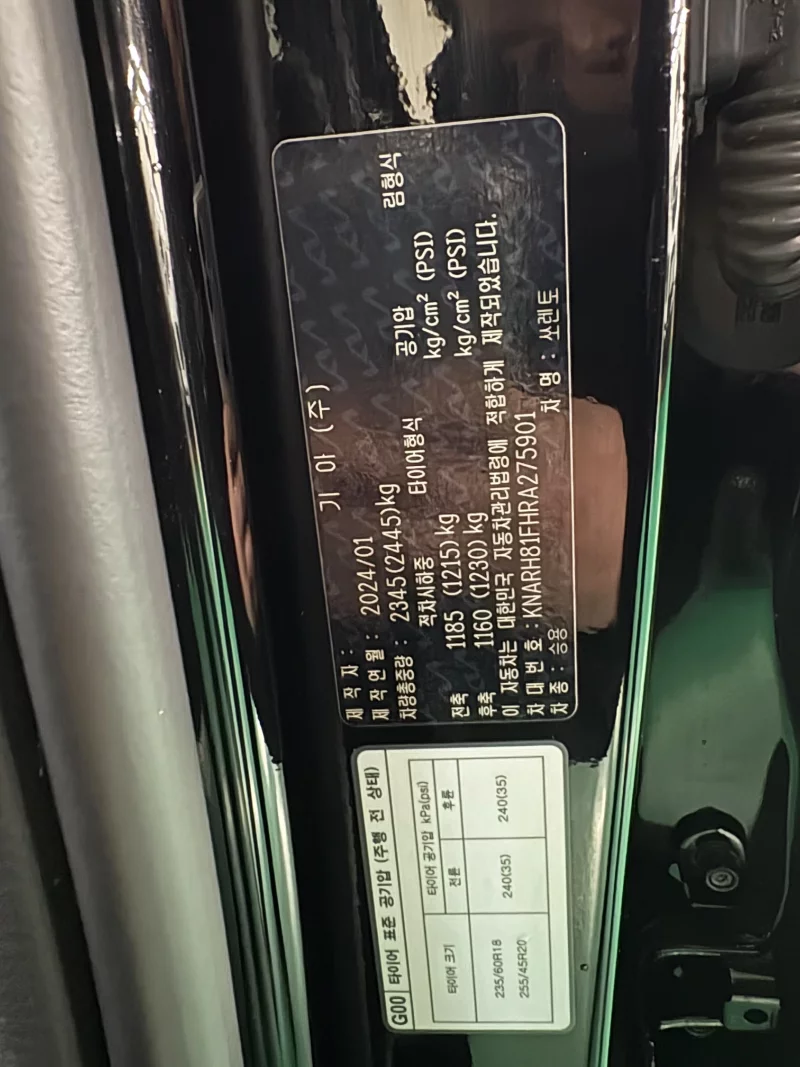 제 작 자 : 기 아 (주)
제 작 연 월 : 2024/01
차량총중량 : 2345(2445)kg
적차시하중 타이어형식 공기압 림형식
전축 1185 (1215)kg kg/cm² (PSI)
후축 1160 (1230)kg kg/cm² (PSI)
이 자동차는 대한민국 자동차관리법령에 적합하게 제작되었습니다.
차 대 번 호 : KNARH81FHRA275901
차 종 : 승용 차 명 : 쏘렌토
G00 타이어 표준 공기압 (주행 전 상태)
타이어 크기 타이어 공기압 kPa(psi)
전륜 후륜
235/60R18 240(35) 240(35)
255/45R20